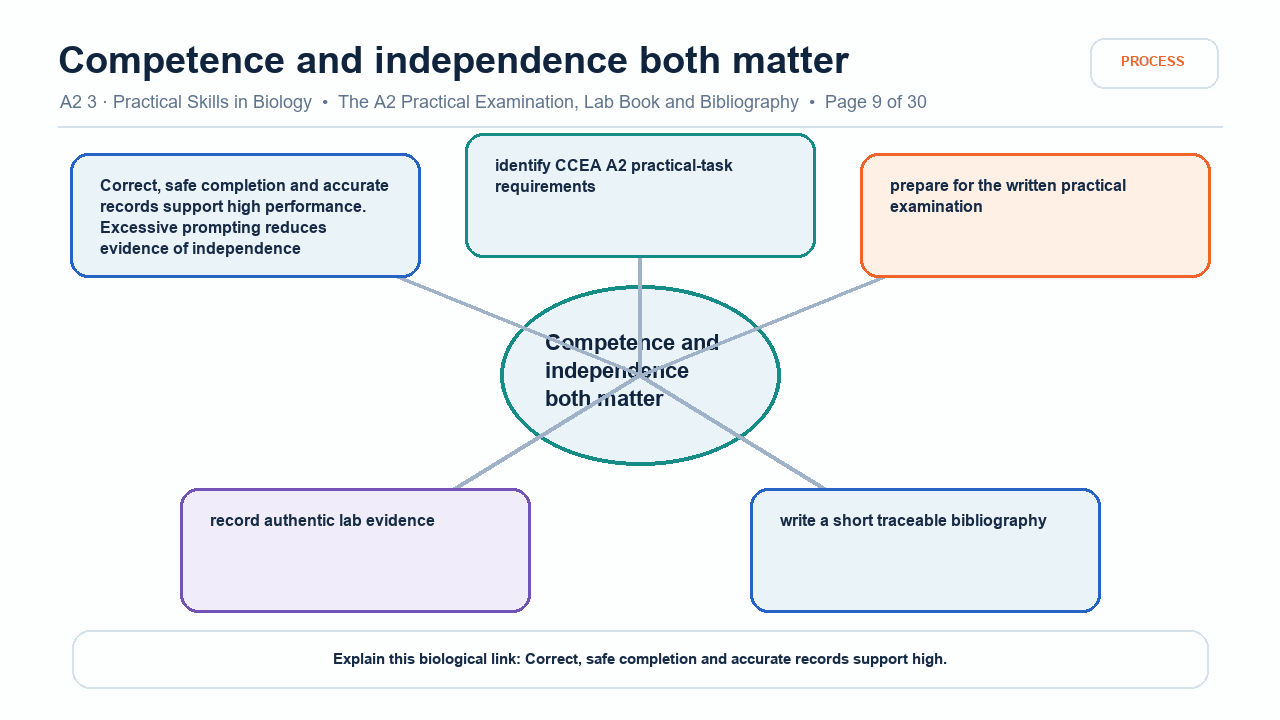 Competence and independence both matter
PROCESS
A2 3 · Practical Skills in Biology • The A2 Practical Examination, Lab Book and Bibliography • Page 9 of 30
Correct, safe completion and accurate
records support high performance.
Excessive prompting reduces
evidence of independence
identify CCEA A2 practical-task
requirements
prepare for the written practical
examination
Competence and
independence
both matter
record authentic lab evidence
write a short traceable bibliography
Explain this biological link: Correct, safe completion and accurate records support high.